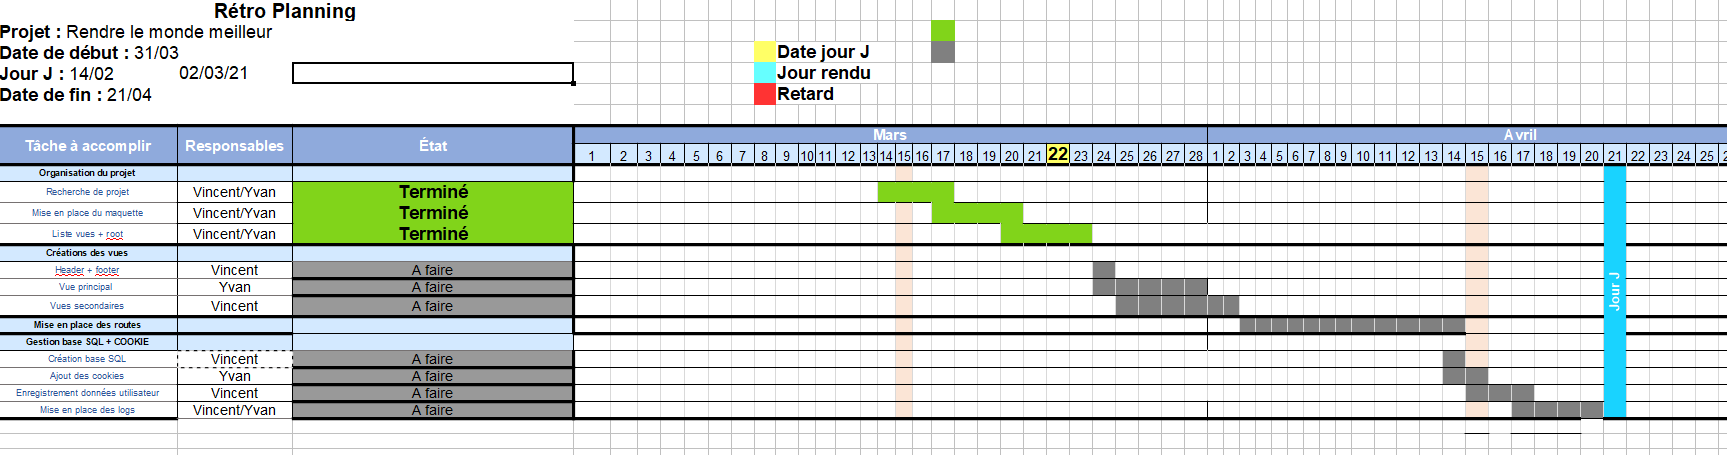 Rétro Planning
Projet : Rendre le monde meilleur
Date de début : 31/03
Date jour J
Jour J : 14/02 02/03/21
Jour rendu
Date de fin : 21/04
Retard
Mars Avril
Tâche à accomplir Responsables État
1 2 3 4 5 6 7 8 9 10 11 12 13 14 15 16 17 18 19 20 21 22 23 24 25 26 27 28 1 2 3 4 5 6 7 8 9 10 11 12 13 14 15 16 17 18 19 20 21 22 23 24 25
Organisation du projet
Recherche de projet Vincent/Yvan Terminé
Mise en place du maquette Vincent/Yvan Terminé
Liste vues + root Vincent/Yvan Terminé
Créations des vues
Header + footer Vincent A faire
Vue principal Yvan A faire
Vues secondaires Vincent A faire
Mise en place des routes
Gestion base SQL + COOKIE
Création base SQL Vincent A faire
Ajout des cookies Yvan A faire
Enregistrement données utilisateur Vincent A faire
Mise en place des logs Vincent/Yvan A faire
Jour J